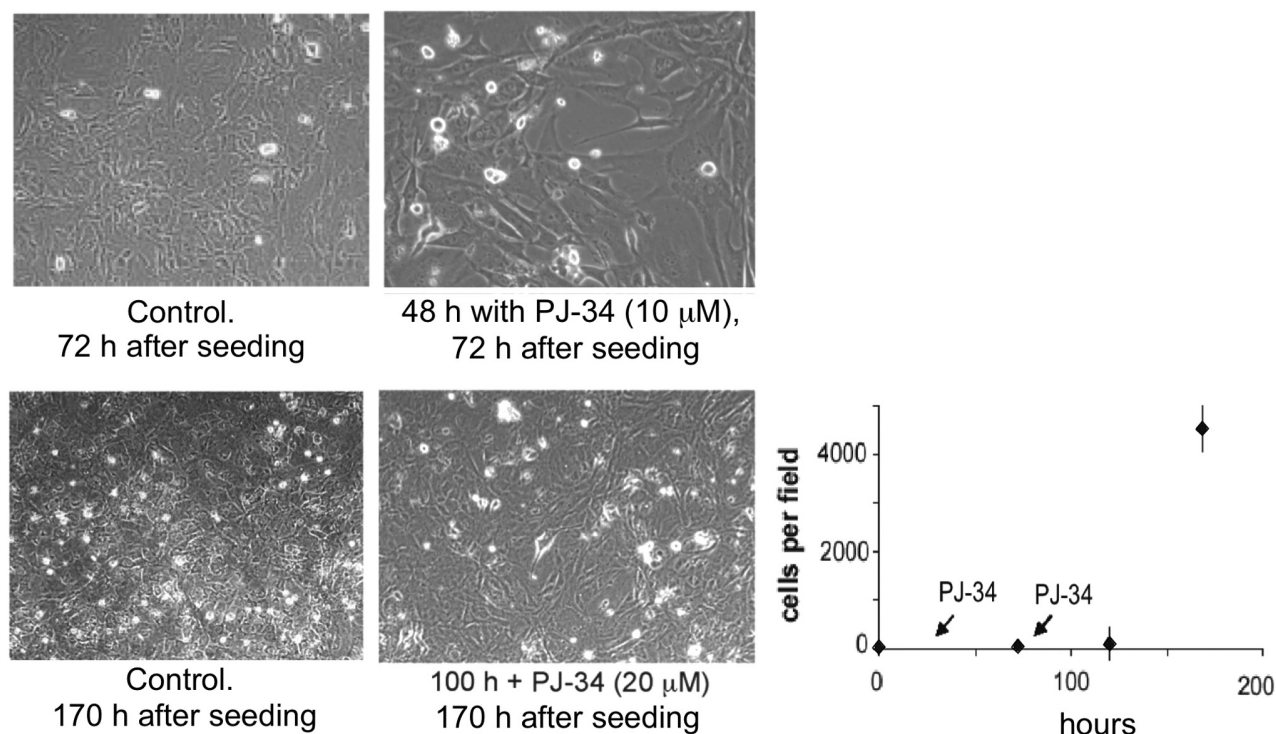 Control.
72 h after seeding
48 h with PJ-34 (10 μM),
72 h after seeding
Control.
170 h after seeding
100 h + PJ-34 (20 μM)
170 h after seeding
cells per field
4000
2000
0
PJ-34
PJ-34
0
100
200
hours